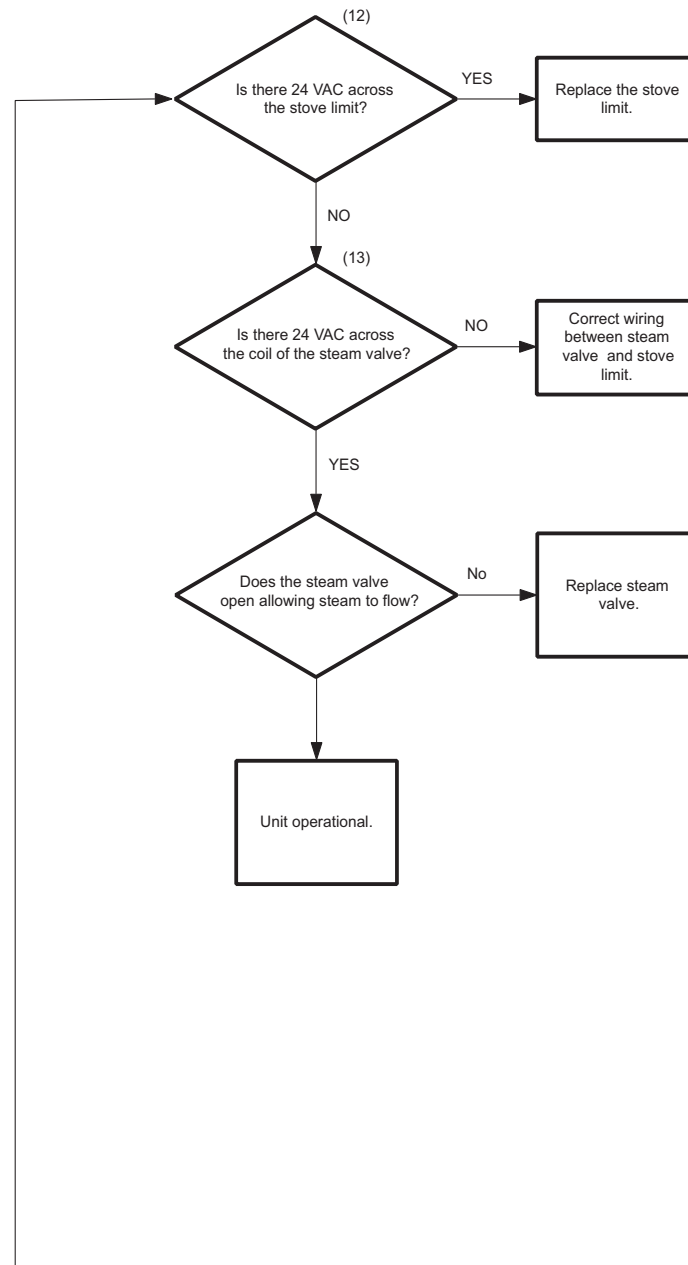 (12)
Is there 24 VAC across
the stove limit?
YES
Replace the stove
limit.
NO
(13)
Is there 24 VAC across
the coil of the steam valve?
NO
Correct wiring
between steam
valve and stove
limit.
YES
Does the steam valve
open allowing steam to flow?
No
Replace steam
valve.
Unit operational.